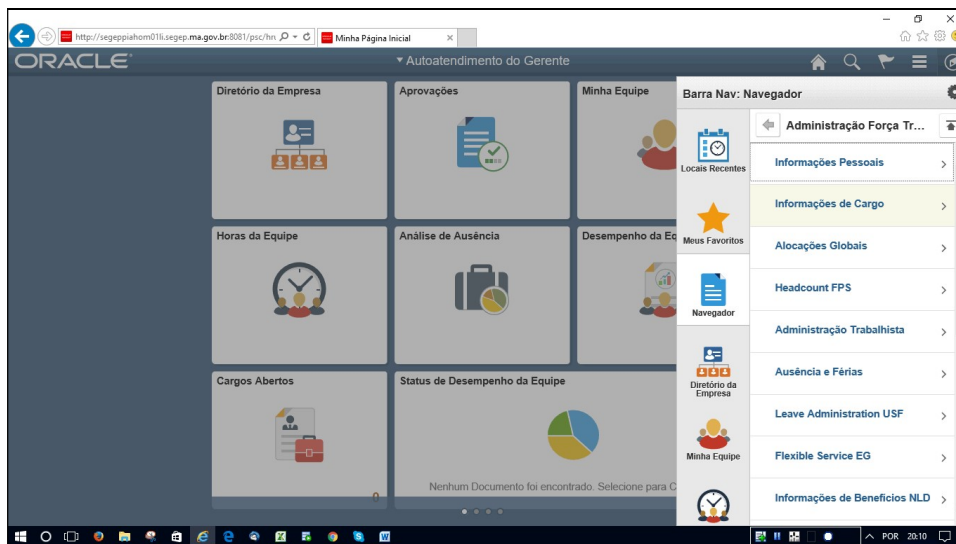 http://segeppiahom01li.segep.ma.gov.br:8081/psc/hn
Minha Página Inicial
ORACLE
Autoatendimento do Gerente
Diretório da Empresa
Aprovações
Minha Equipe
Horas da Equipe
Análise de Ausência
Desempenho da Eq
Cargos Abertos
0
Status de Desempenho da Equipe
Nenhum Documento foi encontrado. Selecione para C
Barra Nav: Navegador
Locais Recentes
Meus Favoritos
Navegador
Diretório da
Empresa
Minha Equipe
Administração Força Tr...
Informações Pessoais
Informações de Cargo
Alocações Globais
Headcount FPS
Administração Trabalhista
Ausência e Férias
Leave Administration USF
Flexible Service EG
Informações de Benefícios NLD
POR 20:10